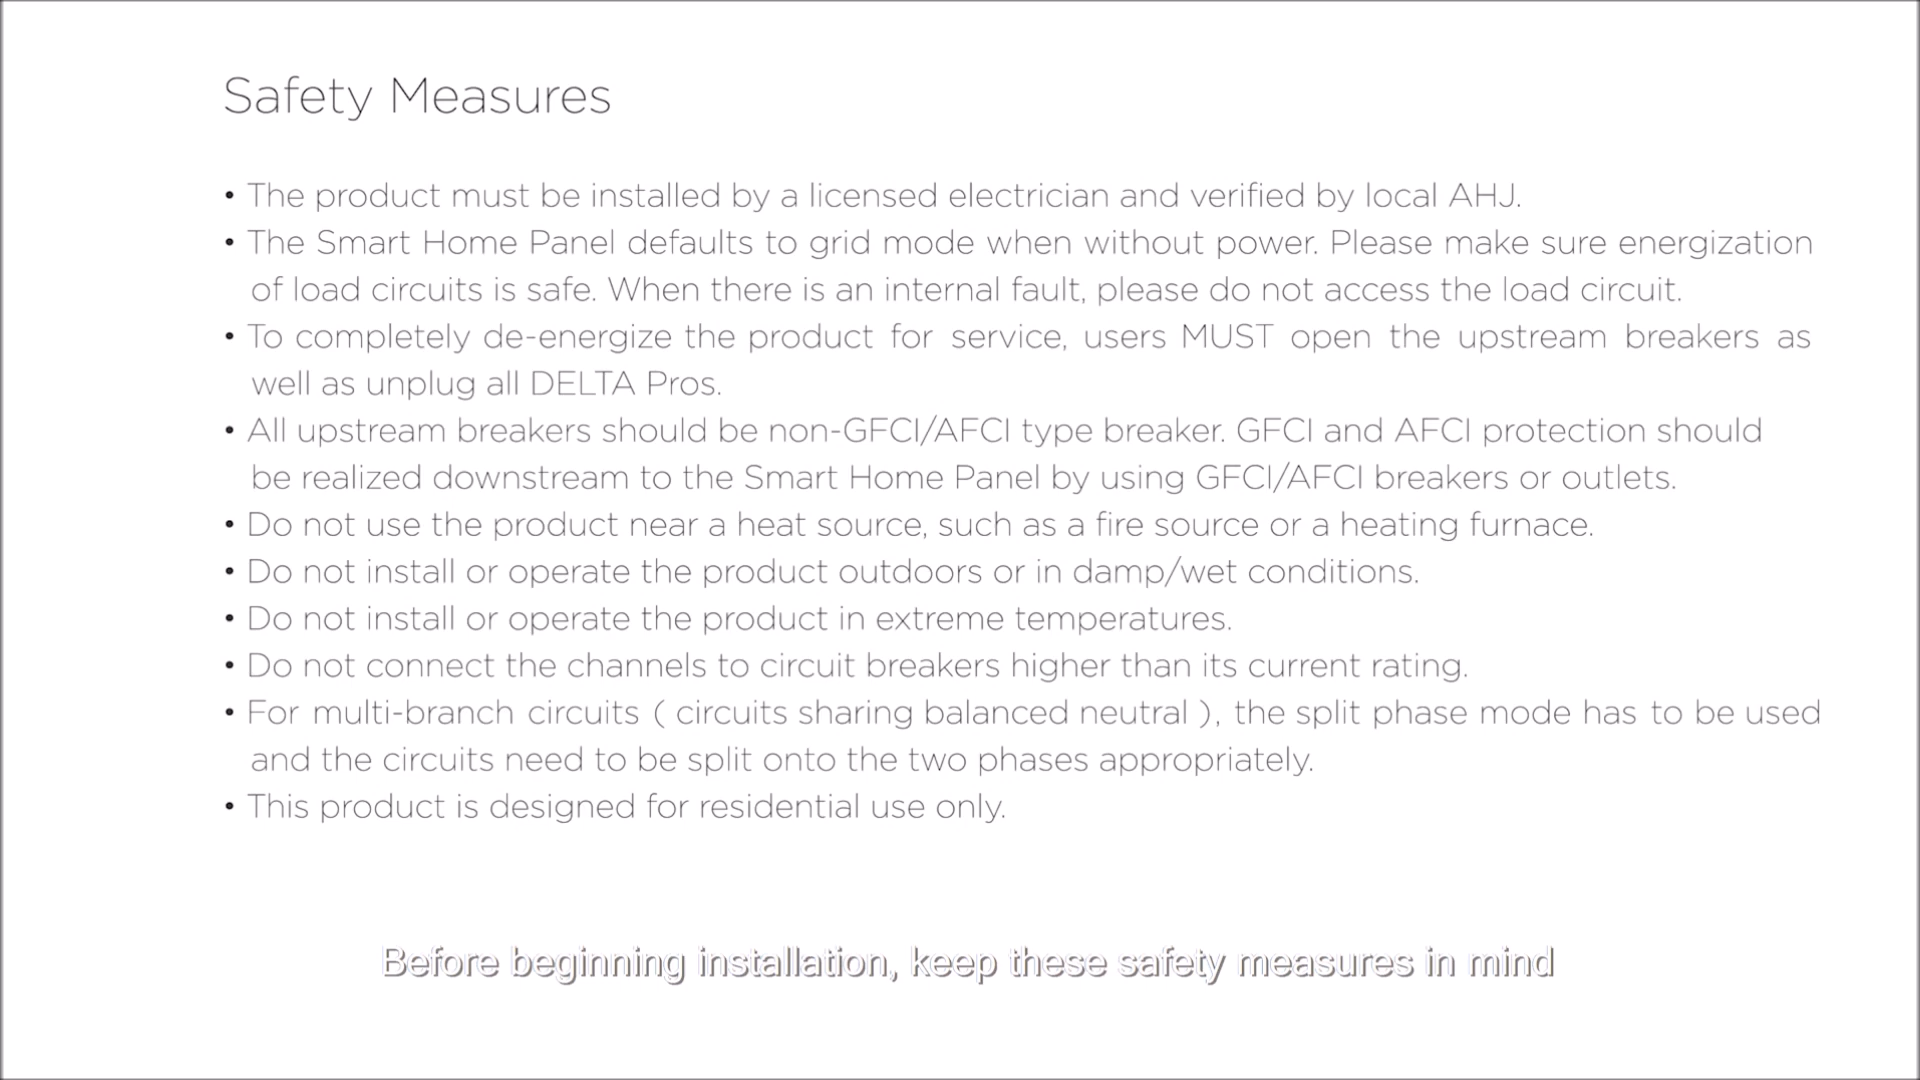 Safety Measures
• The product must be installed by a licensed electrician and verified by local AHJ.
• The Smart Home Panel defaults to grid mode when without power. Please make sure energization
of load circuits is safe. When there is an internal fault, please do not access the load circuit.
• To completely de-energize the product for service, users MUST open the upstream breakers as
well as unplug all DELTA Pros.
• All upstream breakers should be non-GFCI/AFCI type breaker. GFCI and AFCI protection should
be realized downstream to the Smart Home Panel by using GFCI/AFCI breakers or outlets.
• Do not use the product near a heat source, such as a fire source or a heating furnace.
• Do not install or operate the product outdoors or in damp/wet conditions.
• Do not install or operate the product in extreme temperatures.
• Do not connect the channels to circuit breakers higher than its current rating.
• For multi-branch circuits ( circuits sharing balanced neutral ), the split phase mode has to be used
and the circuits need to be split onto the two phases appropriately.
• This product is designed for residential use only.
Before beginning installation, keep these safety measures in mind